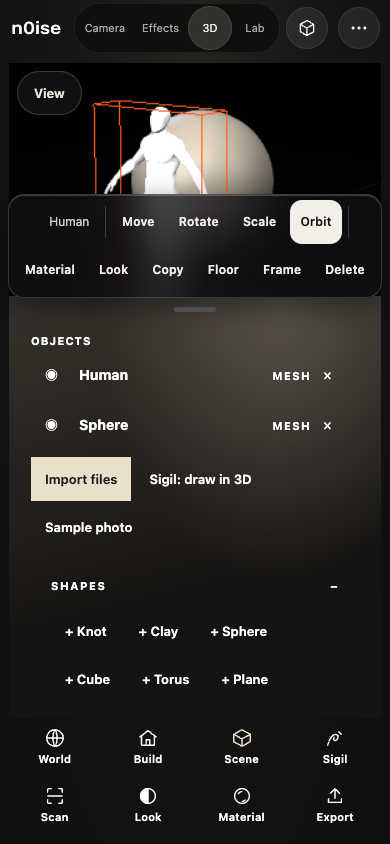 nOise Camera Effects 3D Lab
View
Human Move Rotate Scale Orbit
Material Look Copy Floor Frame Delete
OBJECTS
Human MESH ×
Sphere MESH ×
Import files Sigil: draw in 3D
Sample photo
SHAPES –
+ Knot + Clay + Sphere
+ Cube + Torus + Plane
World Build Scene Sigil
Scan Look Material Export